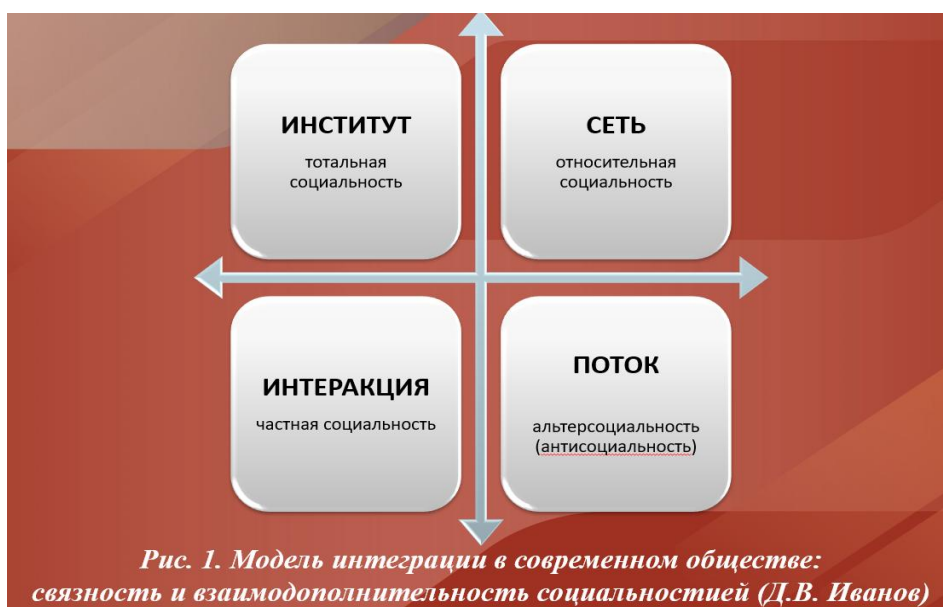 ИНСТИТУТ
тотальная
социальность
СЕТЬ
относительная
социальность
ИНТЕРАКЦИЯ
частная социальность
ПОТОК
альтерсоциальность
(антисоциальность)
Рис. 1. Модель интеграции в современном обществе:
связность и взаимодополнительность социальностией (Д.В. Иванов)